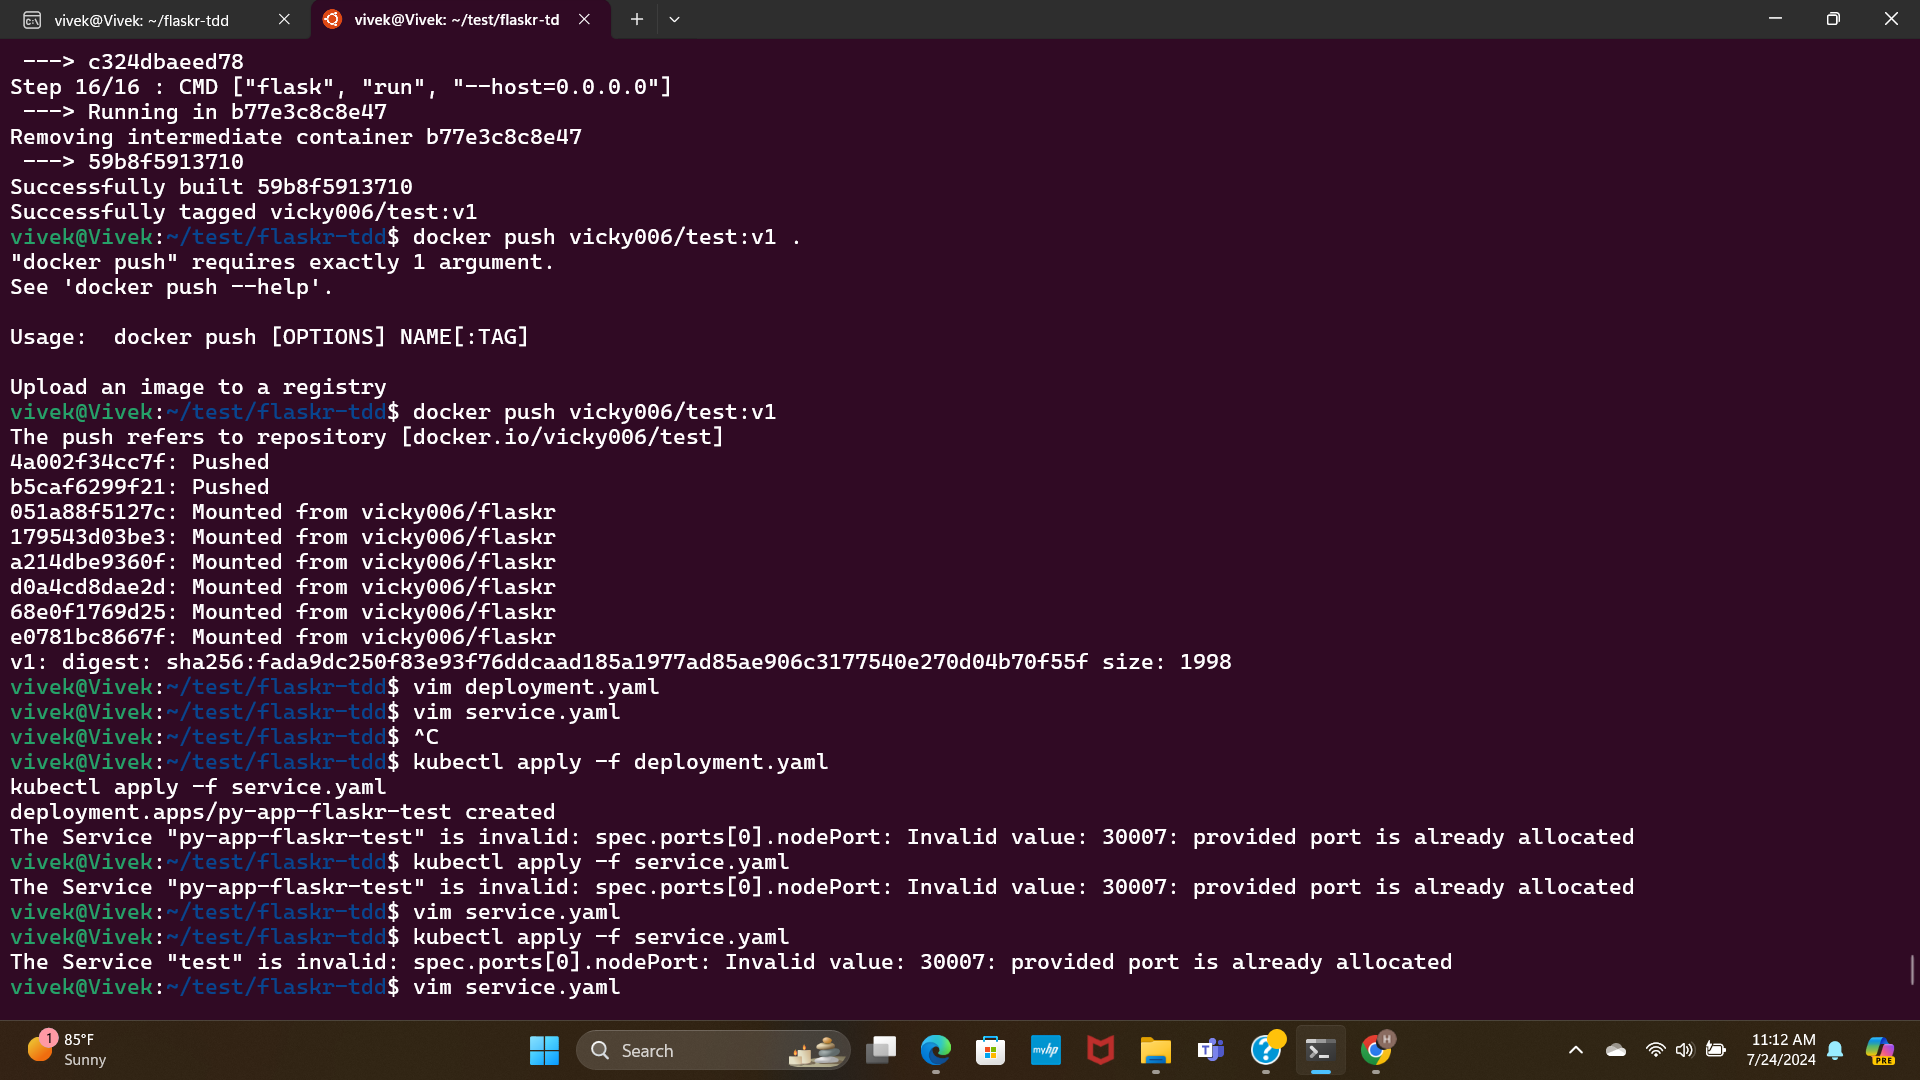 vivek@Vivek: ~/flaskr-tdd
vivek@Vivek: ~/test/flaskr-td
---> c324dbaeed78
Step 16/16 : CMD ["flask", "run", "--host=0.0.0.0"]
---> Running in b77e3c8c8e47
Removing intermediate container b77e3c8c8e47
---> 59b8f5913710
Successfully built 59b8f5913710
Successfully tagged vicky006/test:v1
vivek@Vivek:~/test/flaskr-tdd$ docker push vicky006/test:v1 .
"docker push" requires exactly 1 argument.
See 'docker push --help'.
Usage:  docker push [OPTIONS] NAME[:TAG]
Upload an image to a registry
vivek@Vivek:~/test/flaskr-tdd$ docker push vicky006/test:v1
The push refers to repository [docker.io/vicky006/test]
4a002f34cc7f: Pushed
b5caf6299f21: Pushed
051a88f5127c: Mounted from vicky006/flaskr
179543d03be3: Mounted from vicky006/flaskr
a214dbe9360f: Mounted from vicky006/flaskr
d0a4cd8dae2d: Mounted from vicky006/flaskr
68e0f1769d25: Mounted from vicky006/flaskr
e0781bc8667f: Mounted from vicky006/flaskr
v1: digest: sha256:fada9dc250f83e93f76ddcaad185a1977ad85ae906c3177540e270d04b70f55f size: 1998
vivek@Vivek:~/test/flaskr-tdd$ vim deployment.yaml
vivek@Vivek:~/test/flaskr-tdd$ vim service.yaml
vivek@Vivek:~/test/flaskr-tdd$ ^C
vivek@Vivek:~/test/flaskr-tdd$ kubectl apply -f deployment.yaml
kubectl apply -f service.yaml
deployment.apps/py-app-flaskr-test created
The Service "py-app-flaskr-test" is invalid: spec.ports[0].nodePort: Invalid value: 30007: provided port is already allocated
vivek@Vivek:~/test/flaskr-tdd$ kubectl apply -f service.yaml
The Service "py-app-flaskr-test" is invalid: spec.ports[0].nodePort: Invalid value: 30007: provided port is already allocated
vivek@Vivek:~/test/flaskr-tdd$ vim service.yaml
vivek@Vivek:~/test/flaskr-tdd$ kubectl apply -f service.yaml
The Service "test" is invalid: spec.ports[0].nodePort: Invalid value: 30007: provided port is already allocated
vivek@Vivek:~/test/flaskr-tdd$ vim service.yaml
1
85°F
Sunny
Search
myhp
T
H
11:12 AM
7/24/2024
PRE